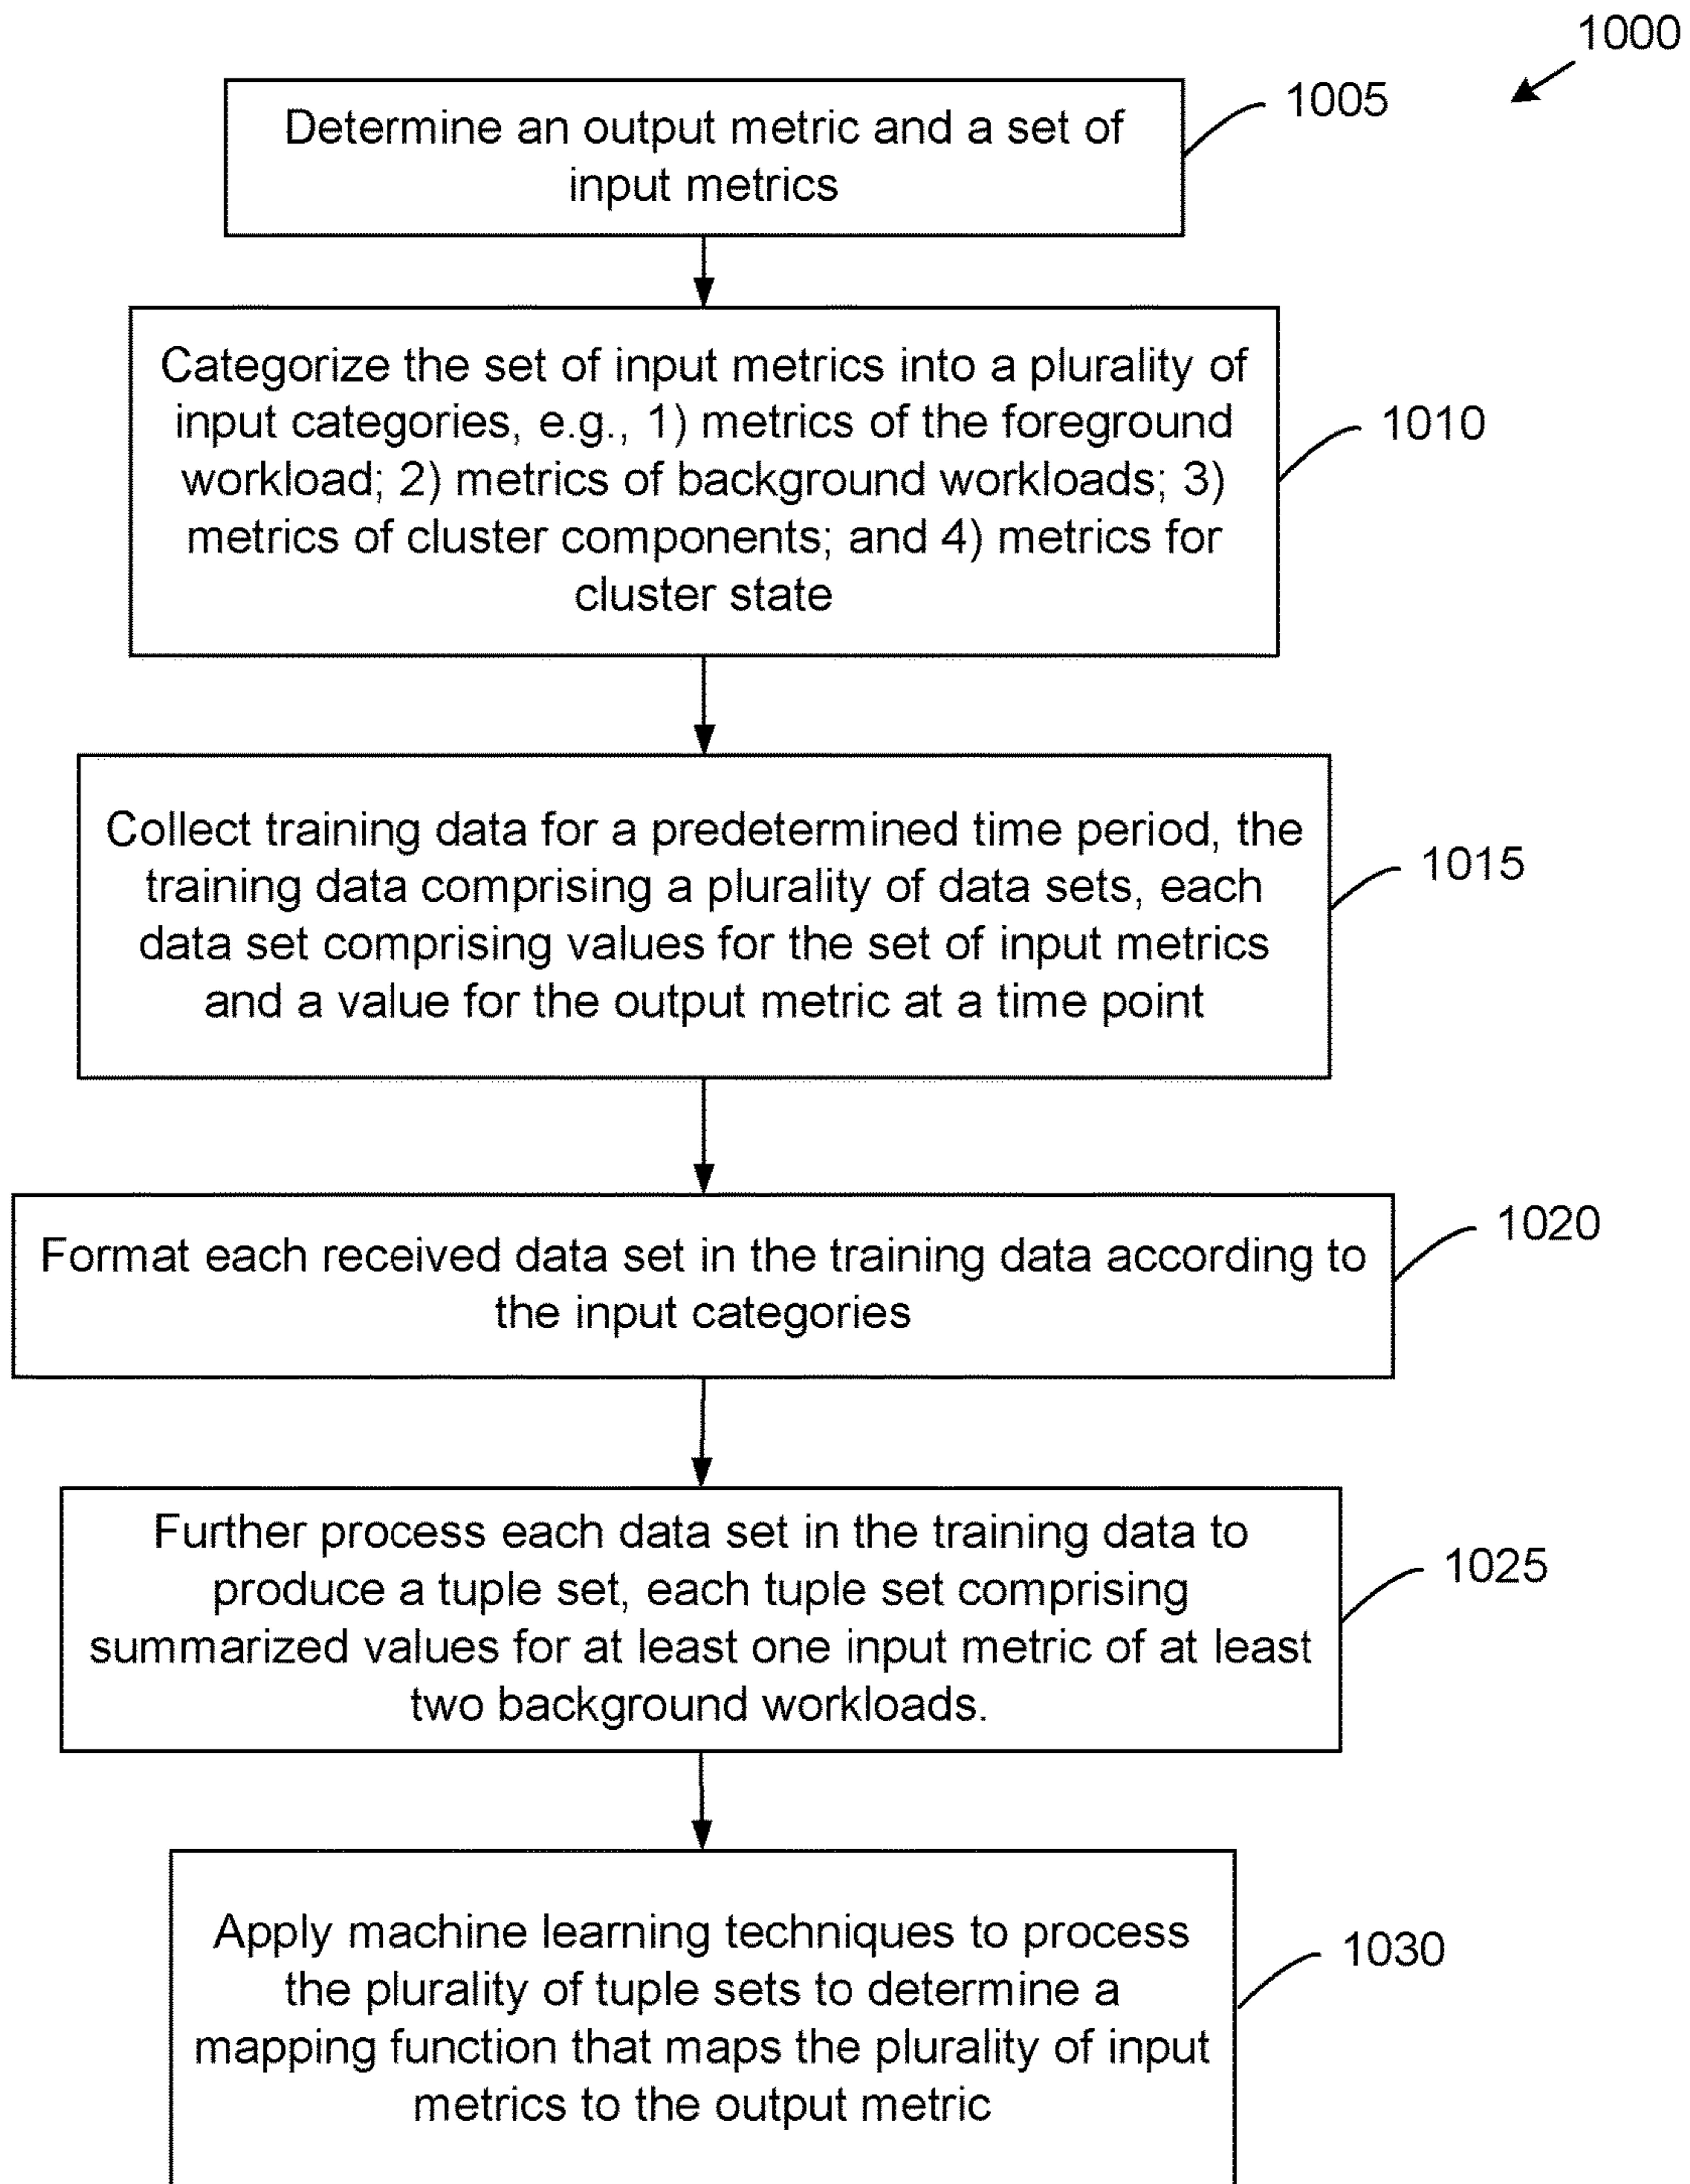 1000
Determine an output metric and a set of
input metrics
1005
Categorize the set of input metrics into a plurality of
input categories, e.g., 1) metrics of the foreground
workload; 2) metrics of background workloads; 3)
metrics of cluster components; and 4) metrics for
cluster state
1010
Collect training data for a predetermined time period, the
training data comprising a plurality of data sets, each
data set comprising values for the set of input metrics
and a value for the output metric at a time point
1015
Format each received data set in the training data according to
the input categories
1020
Further process each data set in the training data to
produce a tuple set, each tuple set comprising
summarized values for at least one input metric of at least
two background workloads.
1025
Apply machine learning techniques to process
the plurality of tuple sets to determine a
mapping function that maps the plurality of input
metrics to the output metric
1030